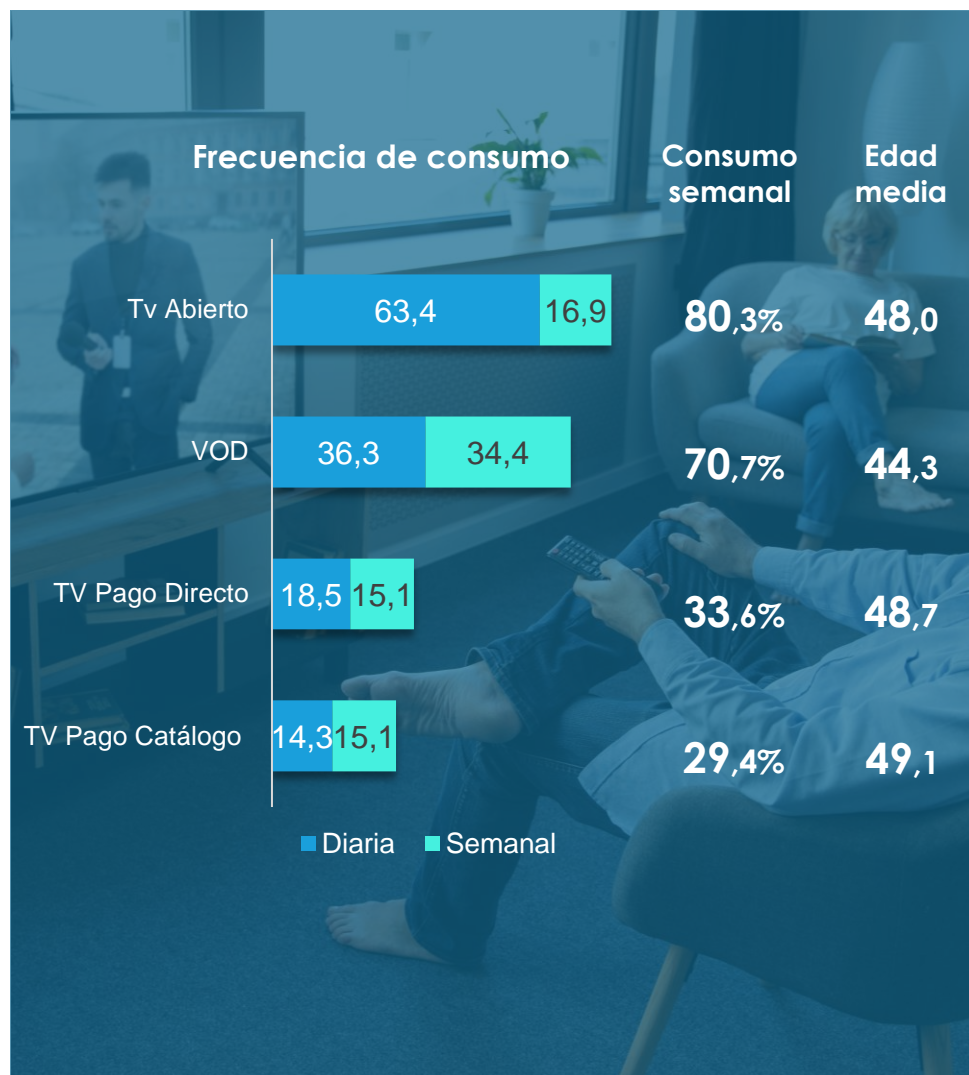 Frecuencia de consumo
Consumo
semanal
Edad
media
Tv Abierto 63,4 16,9 80,3% 48,0
VOD 36,3 34,4 70,7% 44,3
TV Pago Directo 18,5 15,1 33,6% 48,7
TV Pago Catálogo 14,3 15,1 29,4% 49,1
Diaria Semanal